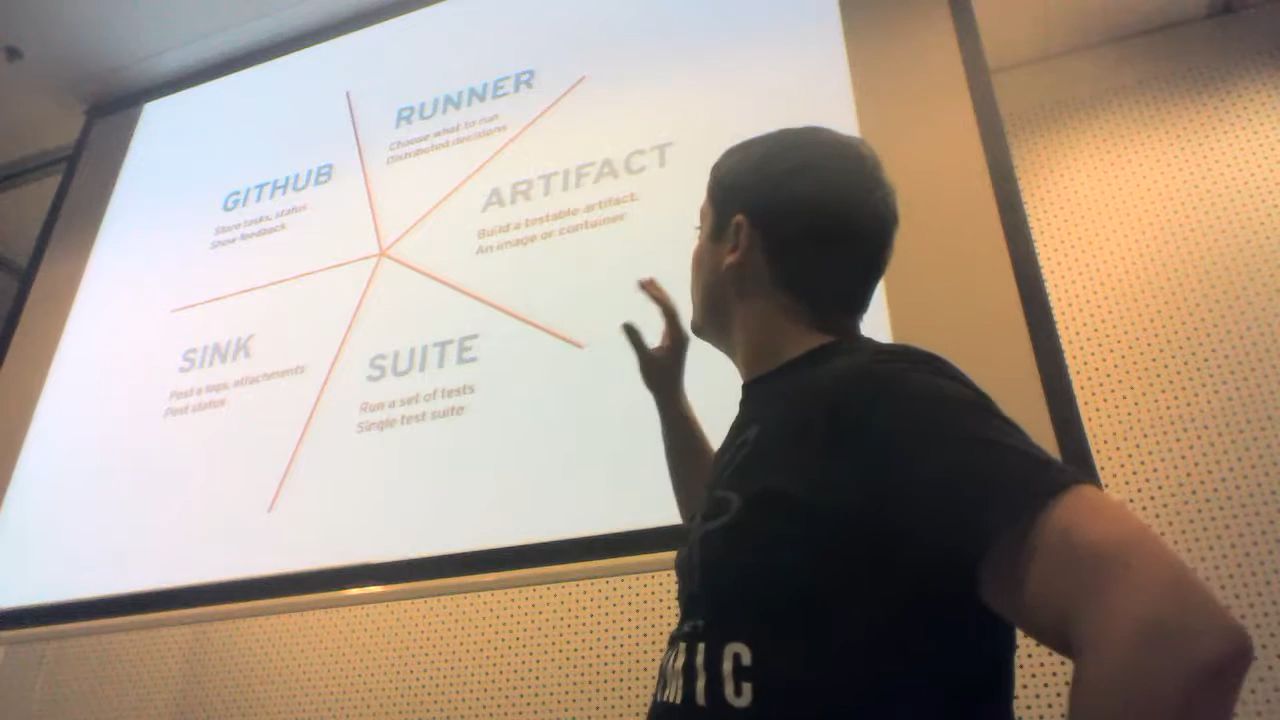 RUNNER
Choose what to run
Distributed decisions
GITHUB
Store tasks, status
Show feedback
ARTIFACT
Build a testable artifact.
An image or container
SINK
Post a logs, attachments
Post status
SUITE
Run a set of tests
Single test suite
MIC